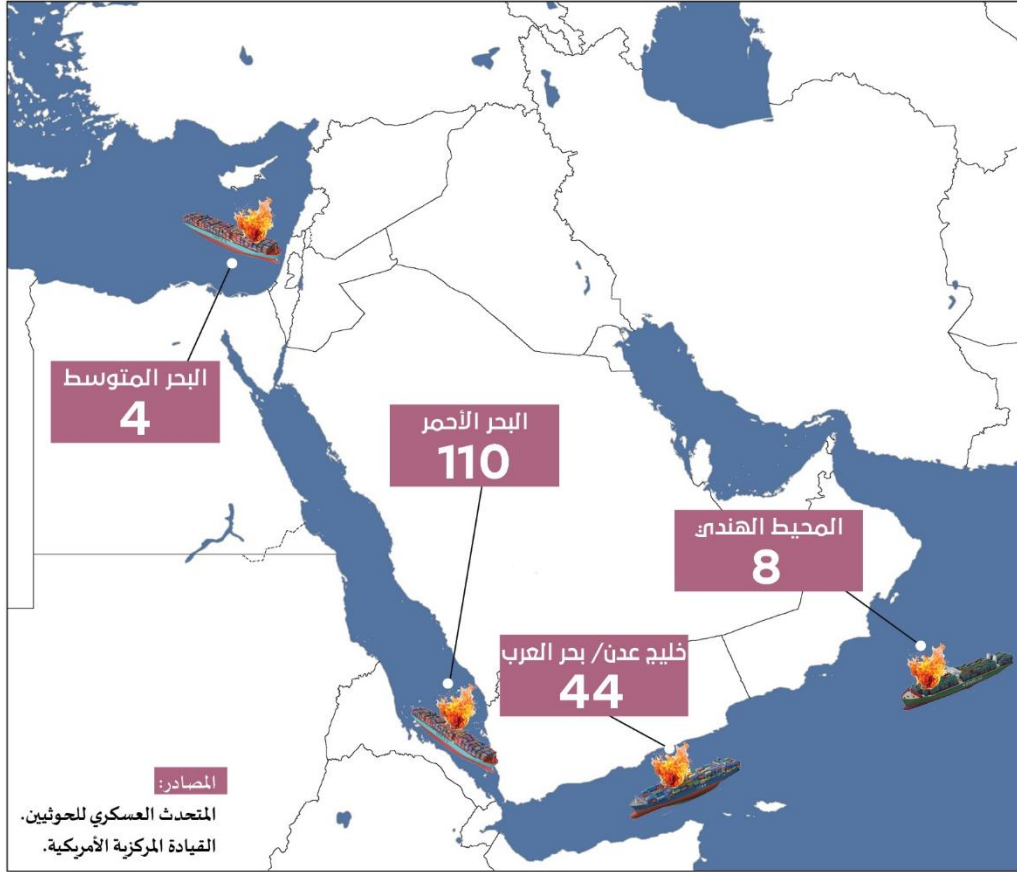 البحر المتوسط
4
البحر الأحمر
110
المحيط الهندي
8
خليج عدن/ بحر العرب
44
المصادر:
المتحدث العسكري للحوثيين.
القيادة المركزية الأمريكية.